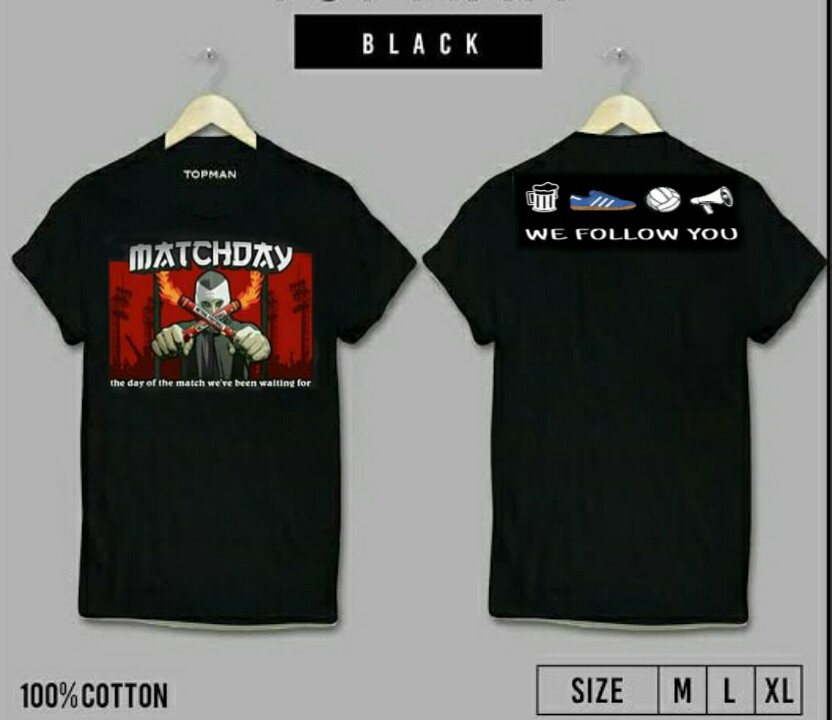 BLACK
TOPMAN
MATCHDAY
the day of the match we've been waiting for
WE FOLLOW YOU
100% COTTON
SIZE M L XL